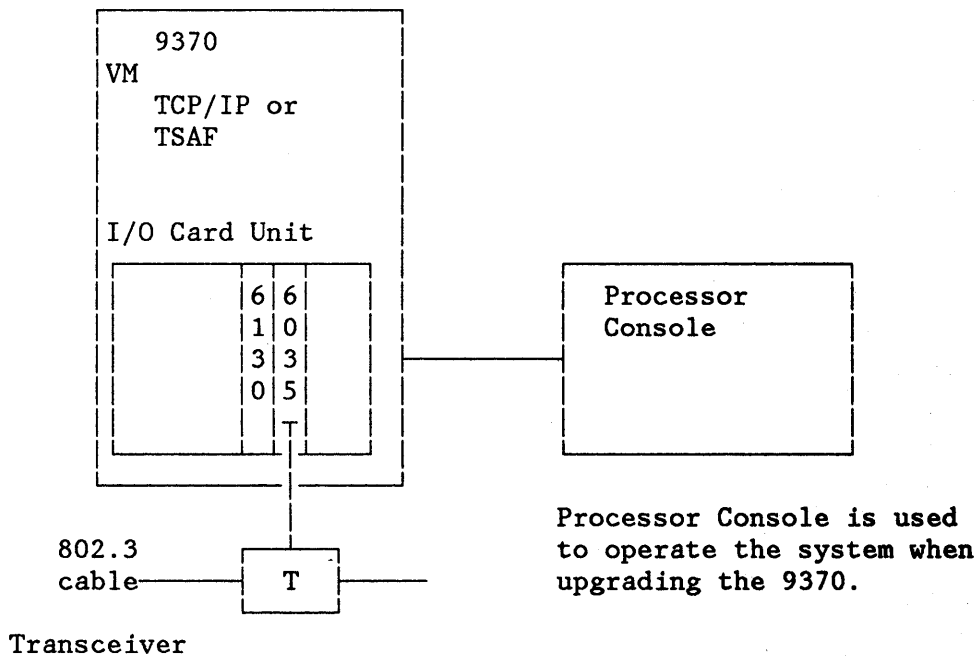 9370
VM
TCP/IP or
TSAF
I/O Card Unit
6 6
1 0
3 3
0 5
Processor
Console
802.3
cable
T
Transceiver
Processor Console is used
to operate the system when
upgrading the 9370.